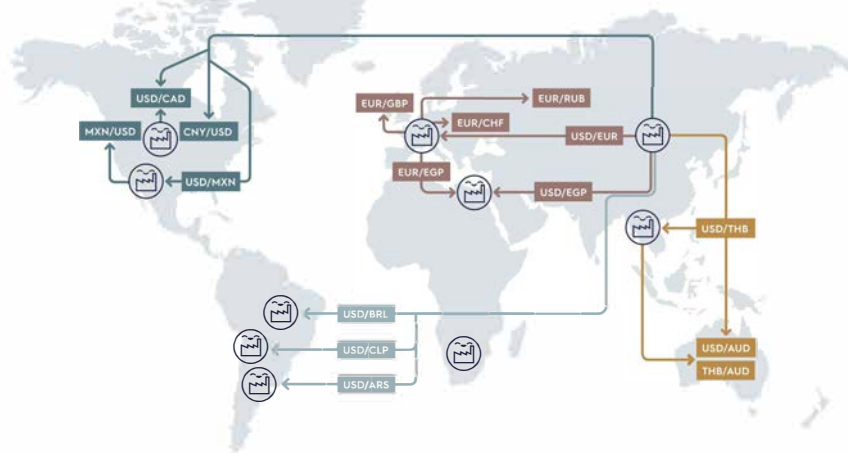 USD/CAD
MXN/USD
CNY/USD
USD/MXN
EUR/GBP
EUR/RUB
EUR/CHF
USD/EUR
EUR/EGP
USD/EGP
USD/THB
USD/BRL
USD/CLP
USD/ARS
USD/AUD
THB/AUD